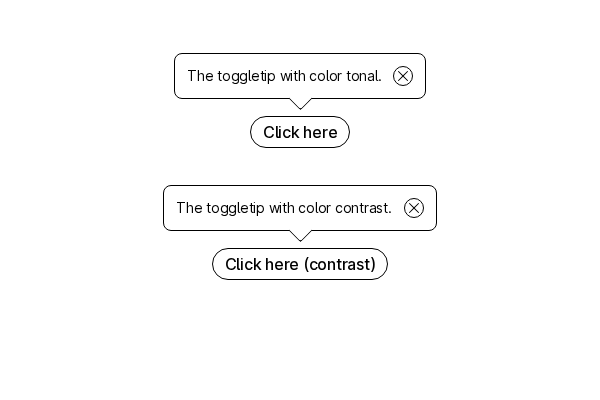 The toggletip with color tonal.
Click here
The toggletip with color contrast.
Click here (contrast)